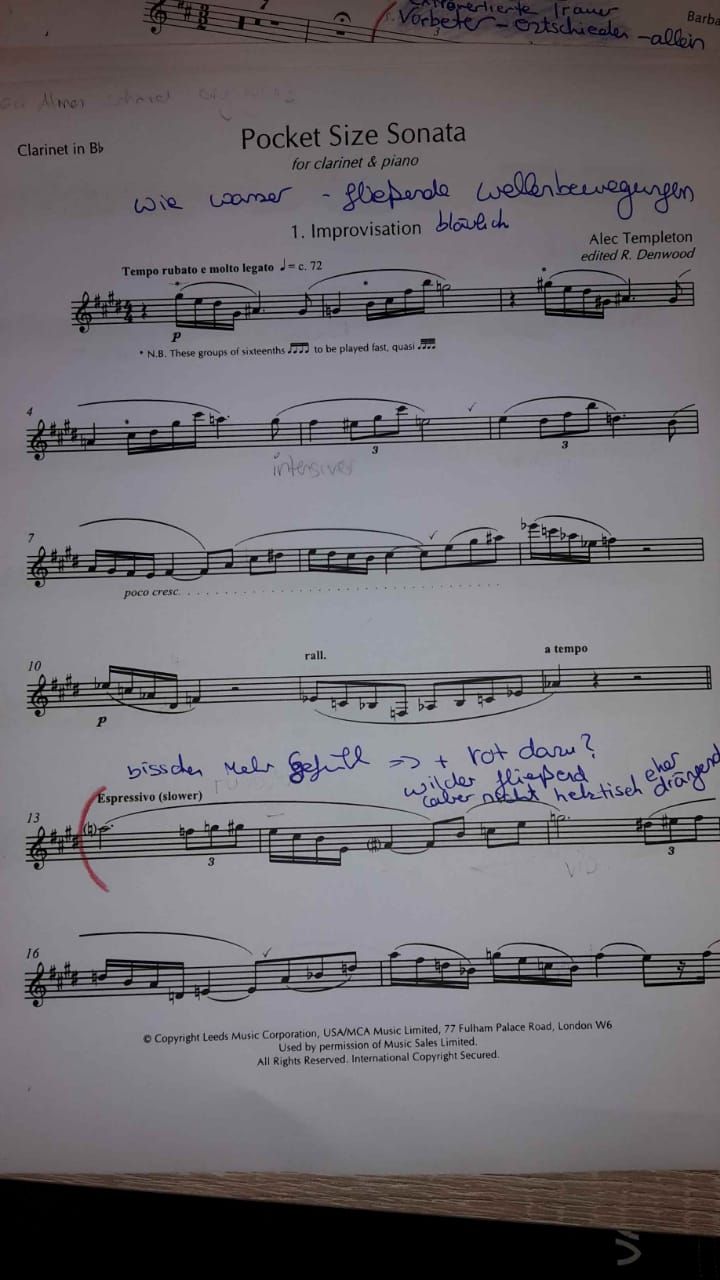 extrovertierte Trauer
Vorbeter - entschieden - allein
Barba
Clarinet in B♭
Pocket Size Sonata
for clarinet & piano
wie wasser - fließende wellenbewegungen
1. Improvisation bläulich
Alec Templeton
edited R. Denwood
Tempo rubato e molto legato ♩ = c. 72
p
* N.B. These groups of sixteenths to be played fast, quasi
4
3
3
intensiver
7
poco cresc.
10
rall.
a tempo
p
bisschen mehr Gefühl => + rot dazu?
wilder fließend
(aber nicht hektisch eher drängend
13
Espressivo (slower)
3
3
16
© Copyright Leeds Music Corporation, USA/MCA Music Limited, 77 Fulham Palace Road, London W6
Used by permission of Music Sales Limited.
All Rights Reserved. International Copyright Secured.